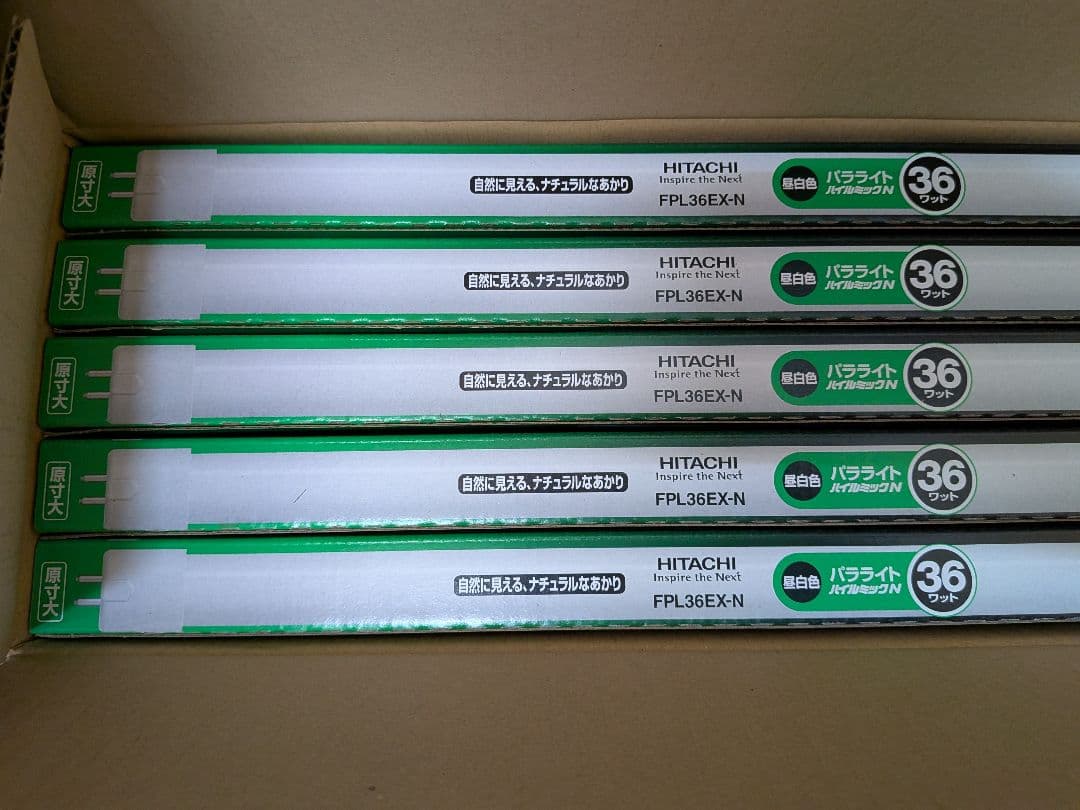 原寸大
自然に見える、ナチュラルなあかり
HITACHI
Inspire the Next
FPL36EX-N
昼白色
パラライト
ハイルミックN
36
ワット
原寸大
自然に見える、ナチュラルなあかり
HITACHI
Inspire the Next
FPL36EX-N
昼白色
パラライト
ハイルミックN
36
ワット
原寸大
自然に見える、ナチュラルなあかり
HITACHI
Inspire the Next
FPL36EX-N
昼白色
パラライト
ハイルミックN
36
ワット
原寸大
自然に見える、ナチュラルなあかり
HITACHI
Inspire the Next
FPL36EX-N
昼白色
パラライト
ハイルミックN
36
ワット
原寸大
自然に見える、ナチュラルなあかり
HITACHI
Inspire the Next
FPL36EX-N
昼白色
パラライト
ハイルミックN
36
ワット